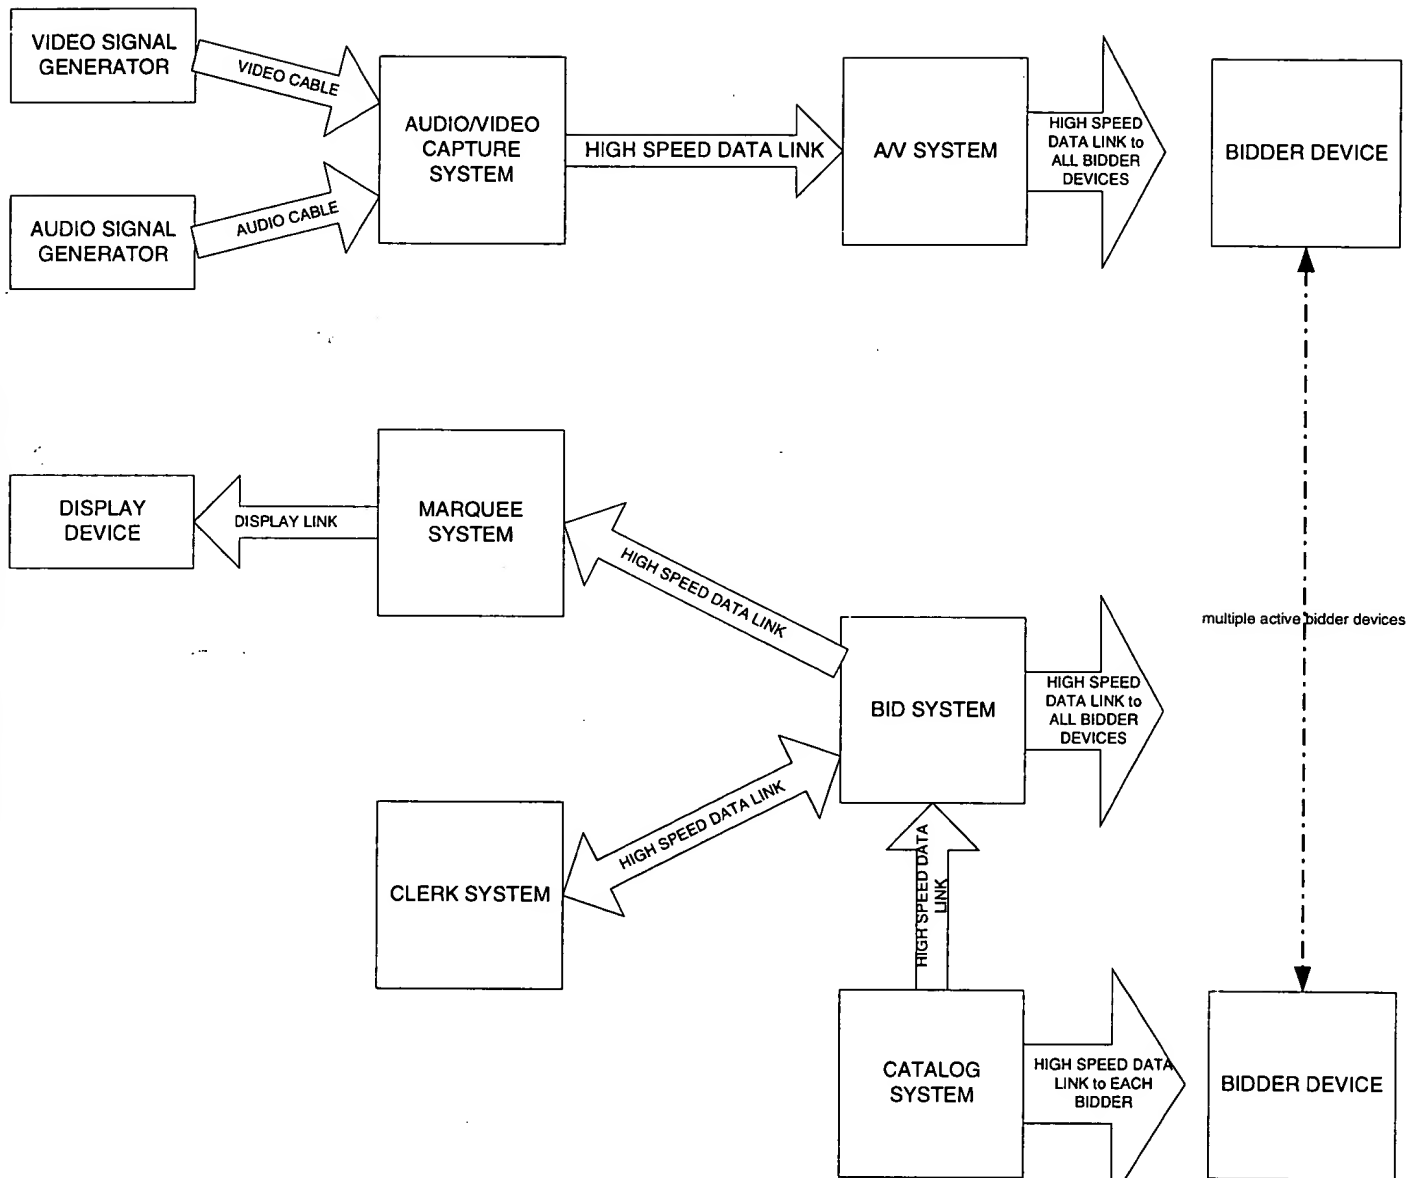 VIDEO SIGNAL
GENERATOR
VIDEO CABLE
AUDIO/VIDEO
CAPTURE
SYSTEM
HIGH SPEED DATA LINK
A/V SYSTEM
HIGH SPEED
DATA LINK to
ALL BIDDER
DEVICES
BIDDER DEVICE
AUDIO SIGNAL
GENERATOR
AUDIO CABLE
DISPLAY
DEVICE
DISPLAY LINK
MARQUEE
SYSTEM
HIGH SPEED DATA LINK
multiple active bidder devices
BID SYSTEM
HIGH SPEED
DATA LINK to
ALL BIDDER
DEVICES
CLERK SYSTEM
HIGH SPEED DATA LINK
HIGH SPEED DATA
LINK
CATALOG
SYSTEM
HIGH SPEED DATA
LINK to EACH
BIDDER
BIDDER DEVICE